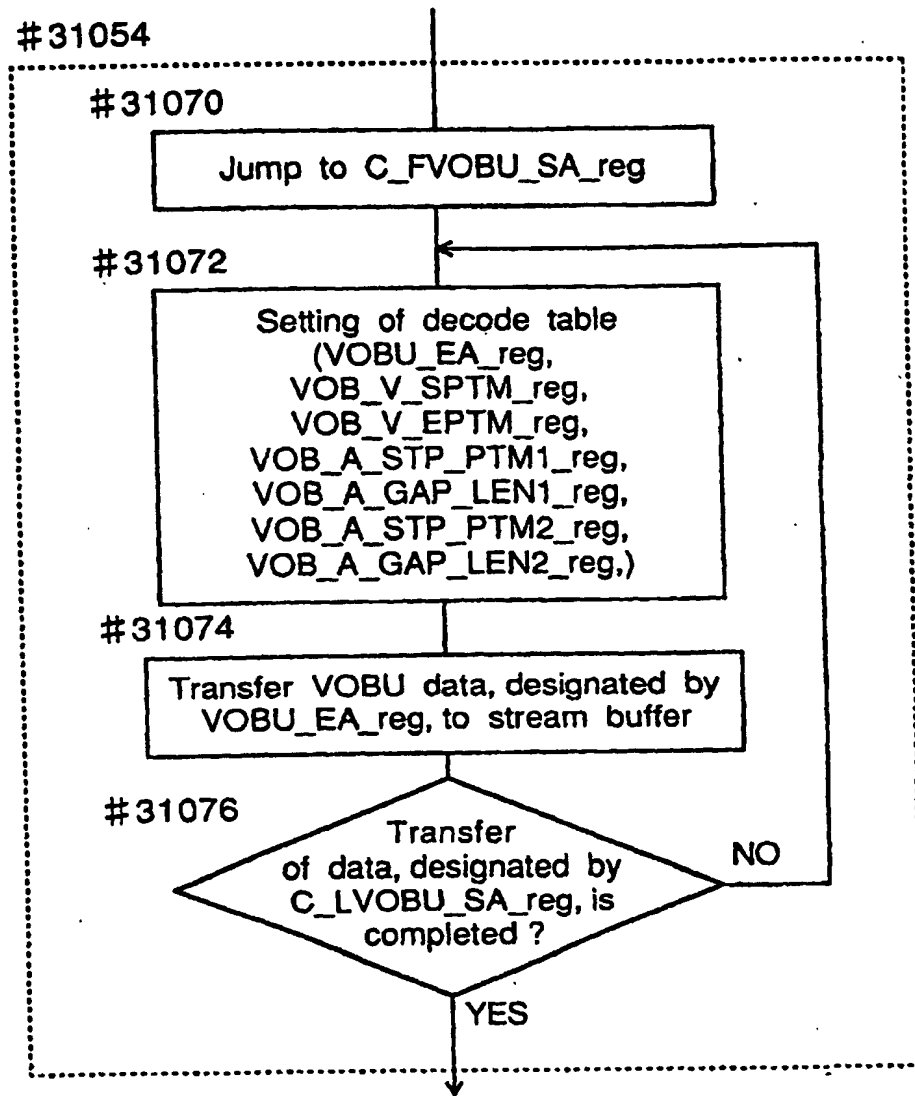 #31054
#31070
Jump to C_FVOBU_SA_reg
#31072
Setting of decode table
(VOBU_EA_reg,
VOB_V_SPTM_reg,
VOB_V_EPTM_reg,
VOB_A_STP_PTM1_reg,
VOB_A_GAP_LEN1_reg,
VOB_A_STP_PTM2_reg,
VOB_A_GAP_LEN2_reg,)
#31074
Transfer VOBU data, designated by
VOBU_EA_reg, to stream buffer
#31076
Transfer
of data, designated by
C_LVOBU_SA_reg, is
completed ?
NO
YES